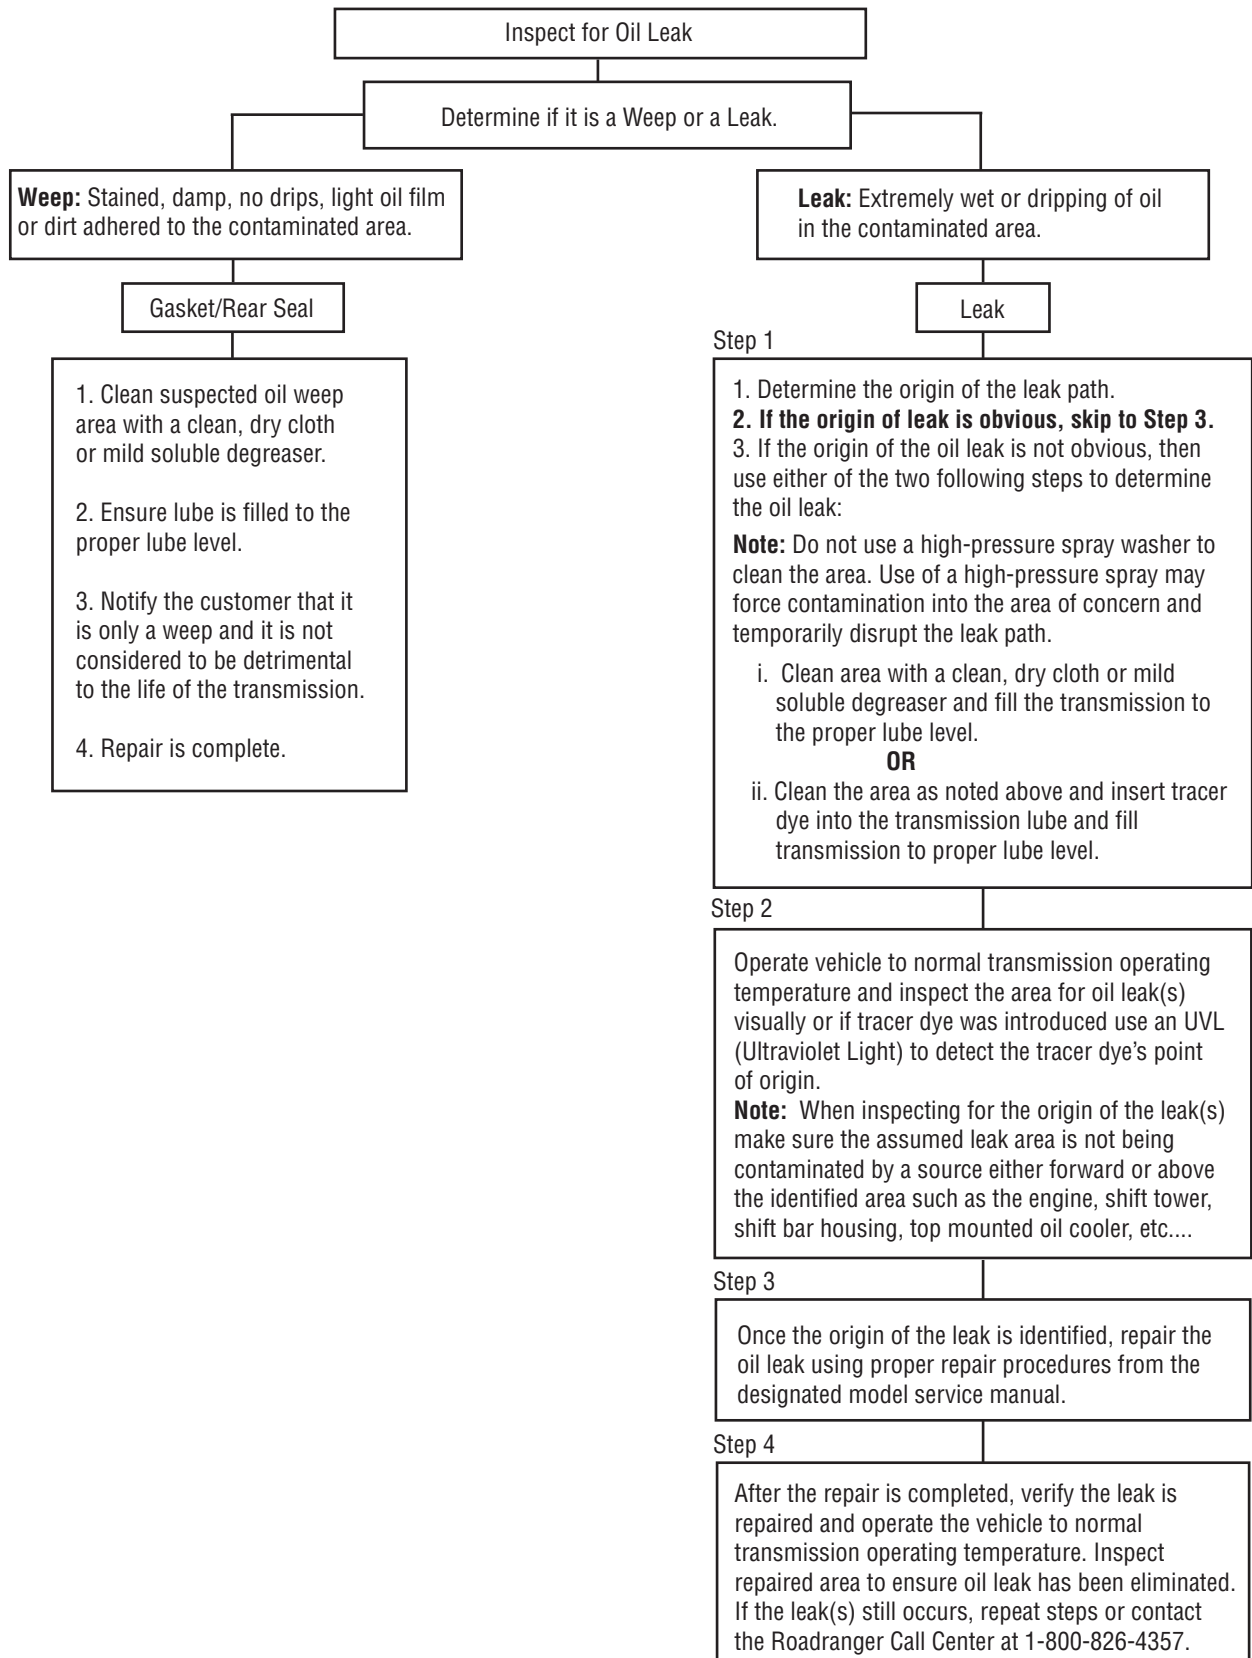 Inspect for Oil Leak
Determine if it is a Weep or a Leak.
Weep: Stained, damp, no drips, light oil film
or dirt adhered to the contaminated area.
Gasket/Rear Seal
1. Clean suspected oil weep
area with a clean, dry cloth
or mild soluble degreaser.
2. Ensure lube is filled to the
proper lube level.
3. Notify the customer that it
is only a weep and it is not
considered to be detrimental
to the life of the transmission.
4. Repair is complete.
Leak: Extremely wet or dripping of oil
in the contaminated area.
Leak
Step 1
1. Determine the origin of the leak path.
2. If the origin of leak is obvious, skip to Step 3.
3. If the origin of the oil leak is not obvious, then
use either of the two following steps to determine
the oil leak:
Note: Do not use a high-pressure spray washer to
clean the area. Use of a high-pressure spray may
force contamination into the area of concern and
temporarily disrupt the leak path.
i. Clean area with a clean, dry cloth or mild
soluble degreaser and fill the transmission to
the proper lube level.
OR
ii. Clean the area as noted above and insert tracer
dye into the transmission lube and fill
transmission to proper lube level.
Step 2
Operate vehicle to normal transmission operating
temperature and inspect the area for oil leak(s)
visually or if tracer dye was introduced use an UVL
(Ultraviolet Light) to detect the tracer dye’s point
of origin.
Note: When inspecting for the origin of the leak(s)
make sure the assumed leak area is not being
contaminated by a source either forward or above
the identified area such as the engine, shift tower,
shift bar housing, top mounted oil cooler, etc....
Step 3
Once the origin of the leak is identified, repair the
oil leak using proper repair procedures from the
designated model service manual.
Step 4
After the repair is completed, verify the leak is
repaired and operate the vehicle to normal
transmission operating temperature. Inspect
repaired area to ensure oil leak has been eliminated.
If the leak(s) still occurs, repeat steps or contact
the Roadranger Call Center at 1-800-826-4357.